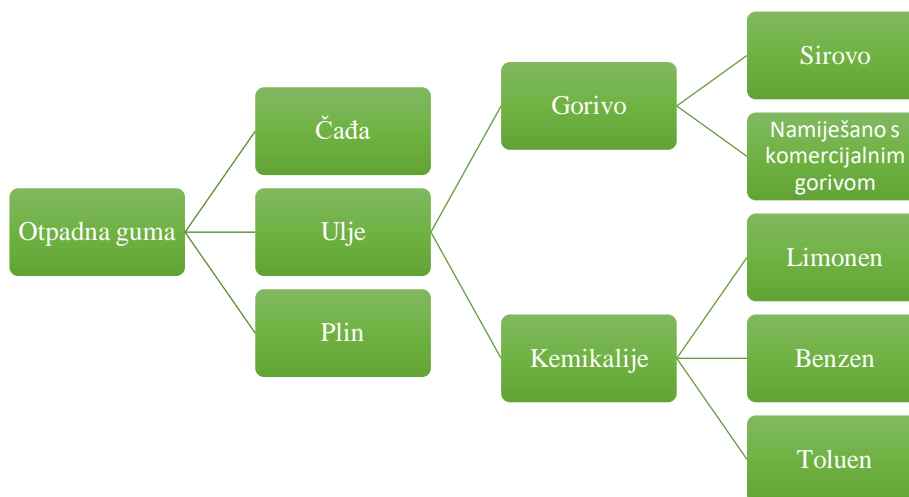 Otpadna guma
Čađa
Ulje
Plin
Gorivo
Kemikalije
Sirovo
Namiješano s
komercijalnim
gorivom
Limonen
Benzen
Toluen